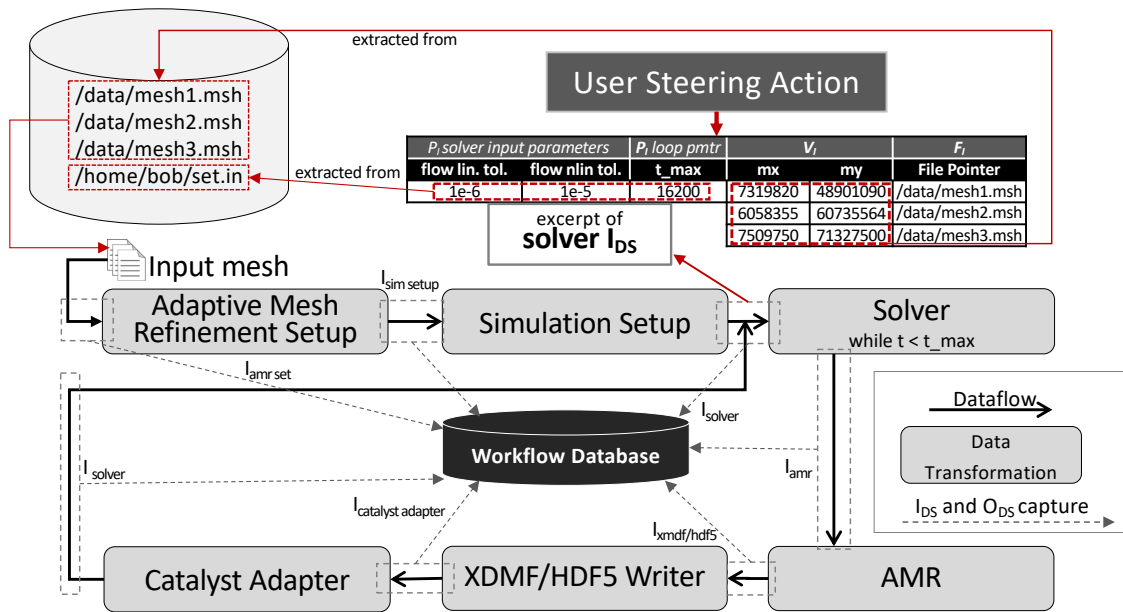 extracted from
/data/mesh1.msh
/data/mesh2.msh
/data/mesh3.msh
/home/bob/set.in
User Steering Action
extracted from
P_I solver input parameters P_I loop pmtr V_I F_I
flow lin. tol. flow nlin tol. t_max mx my File Pointer
1e-6 1e-5 16200 7319820 48901090 /data/mesh1.msh
6058355 60735564 /data/mesh2.msh
7509750 71327500 /data/mesh3.msh
excerpt of
solver I_DS
Input mesh
I_sim setup
Adaptive Mesh
Refinement Setup
Simulation Setup
Solver
while t < t_max
I_amr set
I_solver
Workflow Database
I_solver
I_amr
I_catalyst adapter
I_xmdf/hdf5
Dataflow
Data
Transformation
I_DS and O_DS capture
Catalyst Adapter
XDMF/HDF5 Writer
AMR